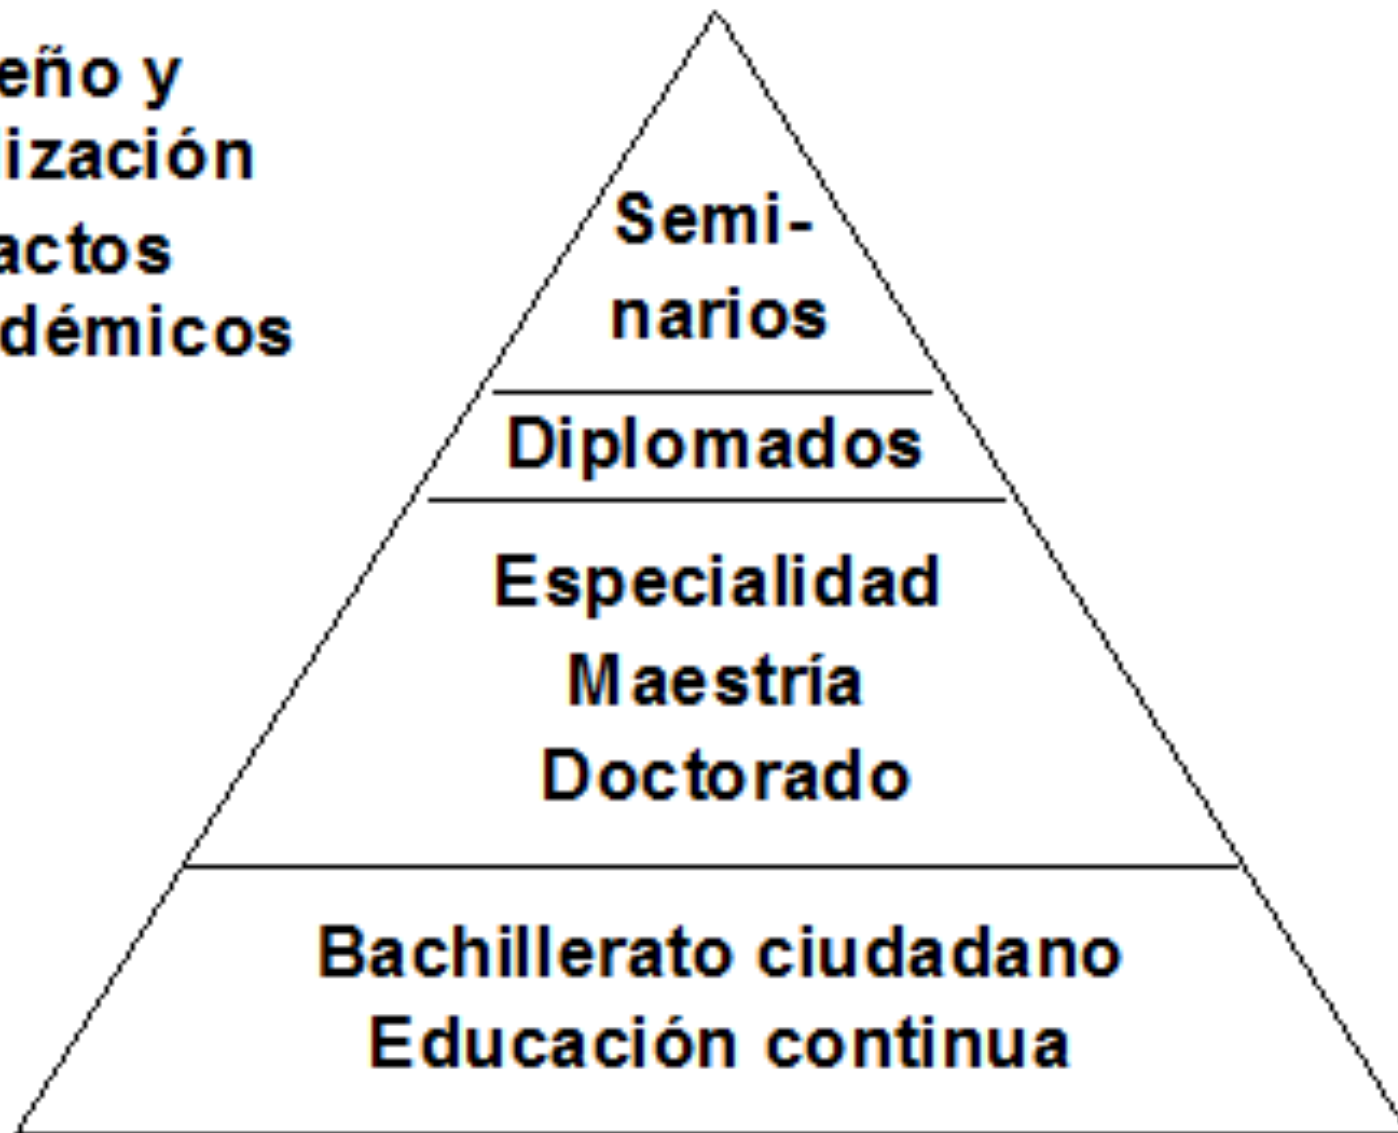 eño y
ización
actos
démicos
Semi-
narios
Diplomados
Especialidad
Maestría
Doctorado
Bachillerato ciudadano
Educación continua